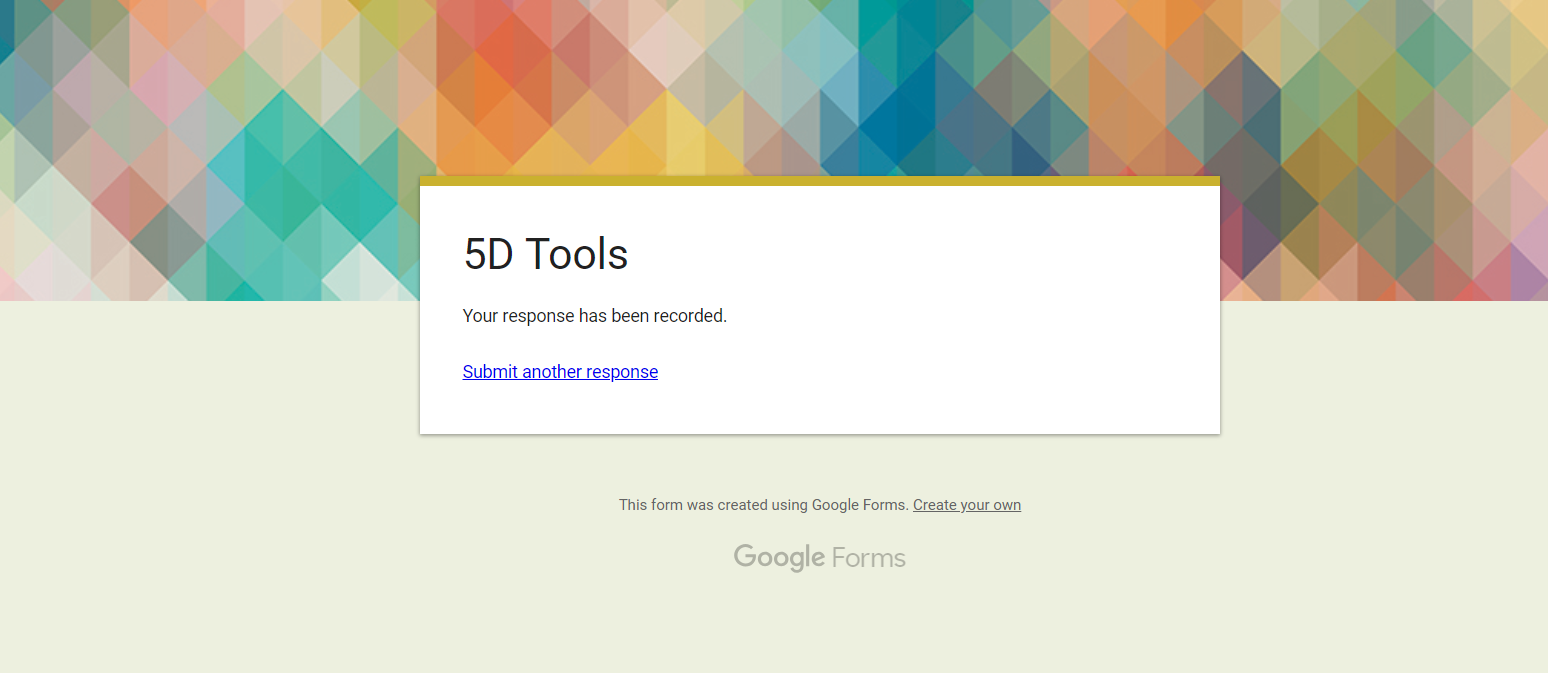 5D Tools
Your response has been recorded.
Submit another response
This form was created using Google Forms. Create your own
Google Forms